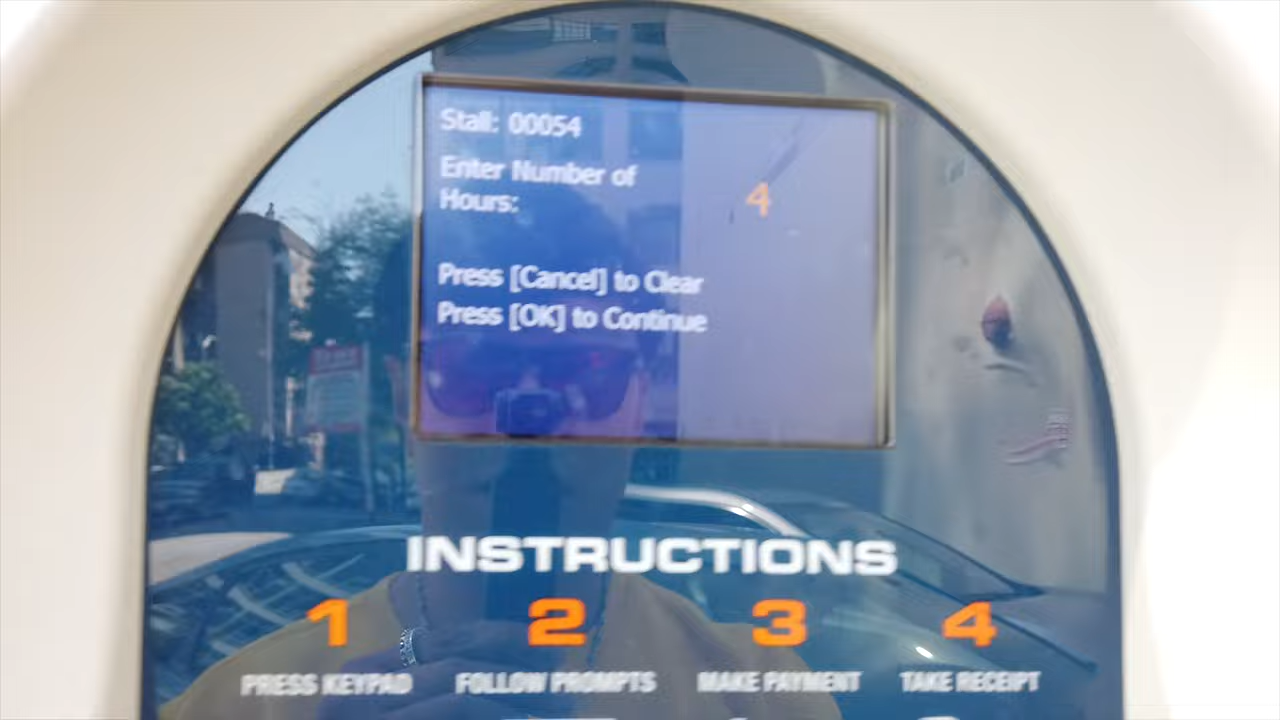 Stall: 00054
Enter Number of
Hours:
4
Press [Cancel] to Clear
Press [OK] to Continue
INSTRUCTIONS
1 2 3 4
PRESS KEYPAD FOLLOW PROMPTS MAKE PAYMENT TAKE RECEIPT